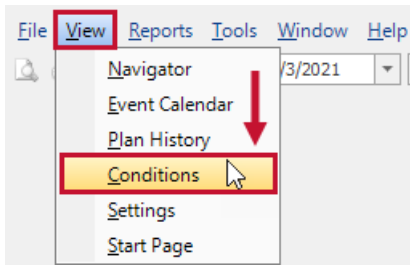 File View Reports Tools Window Help
/3/2021
Navigator
Event Calendar
Plan History
Conditions
Settings
Start Page